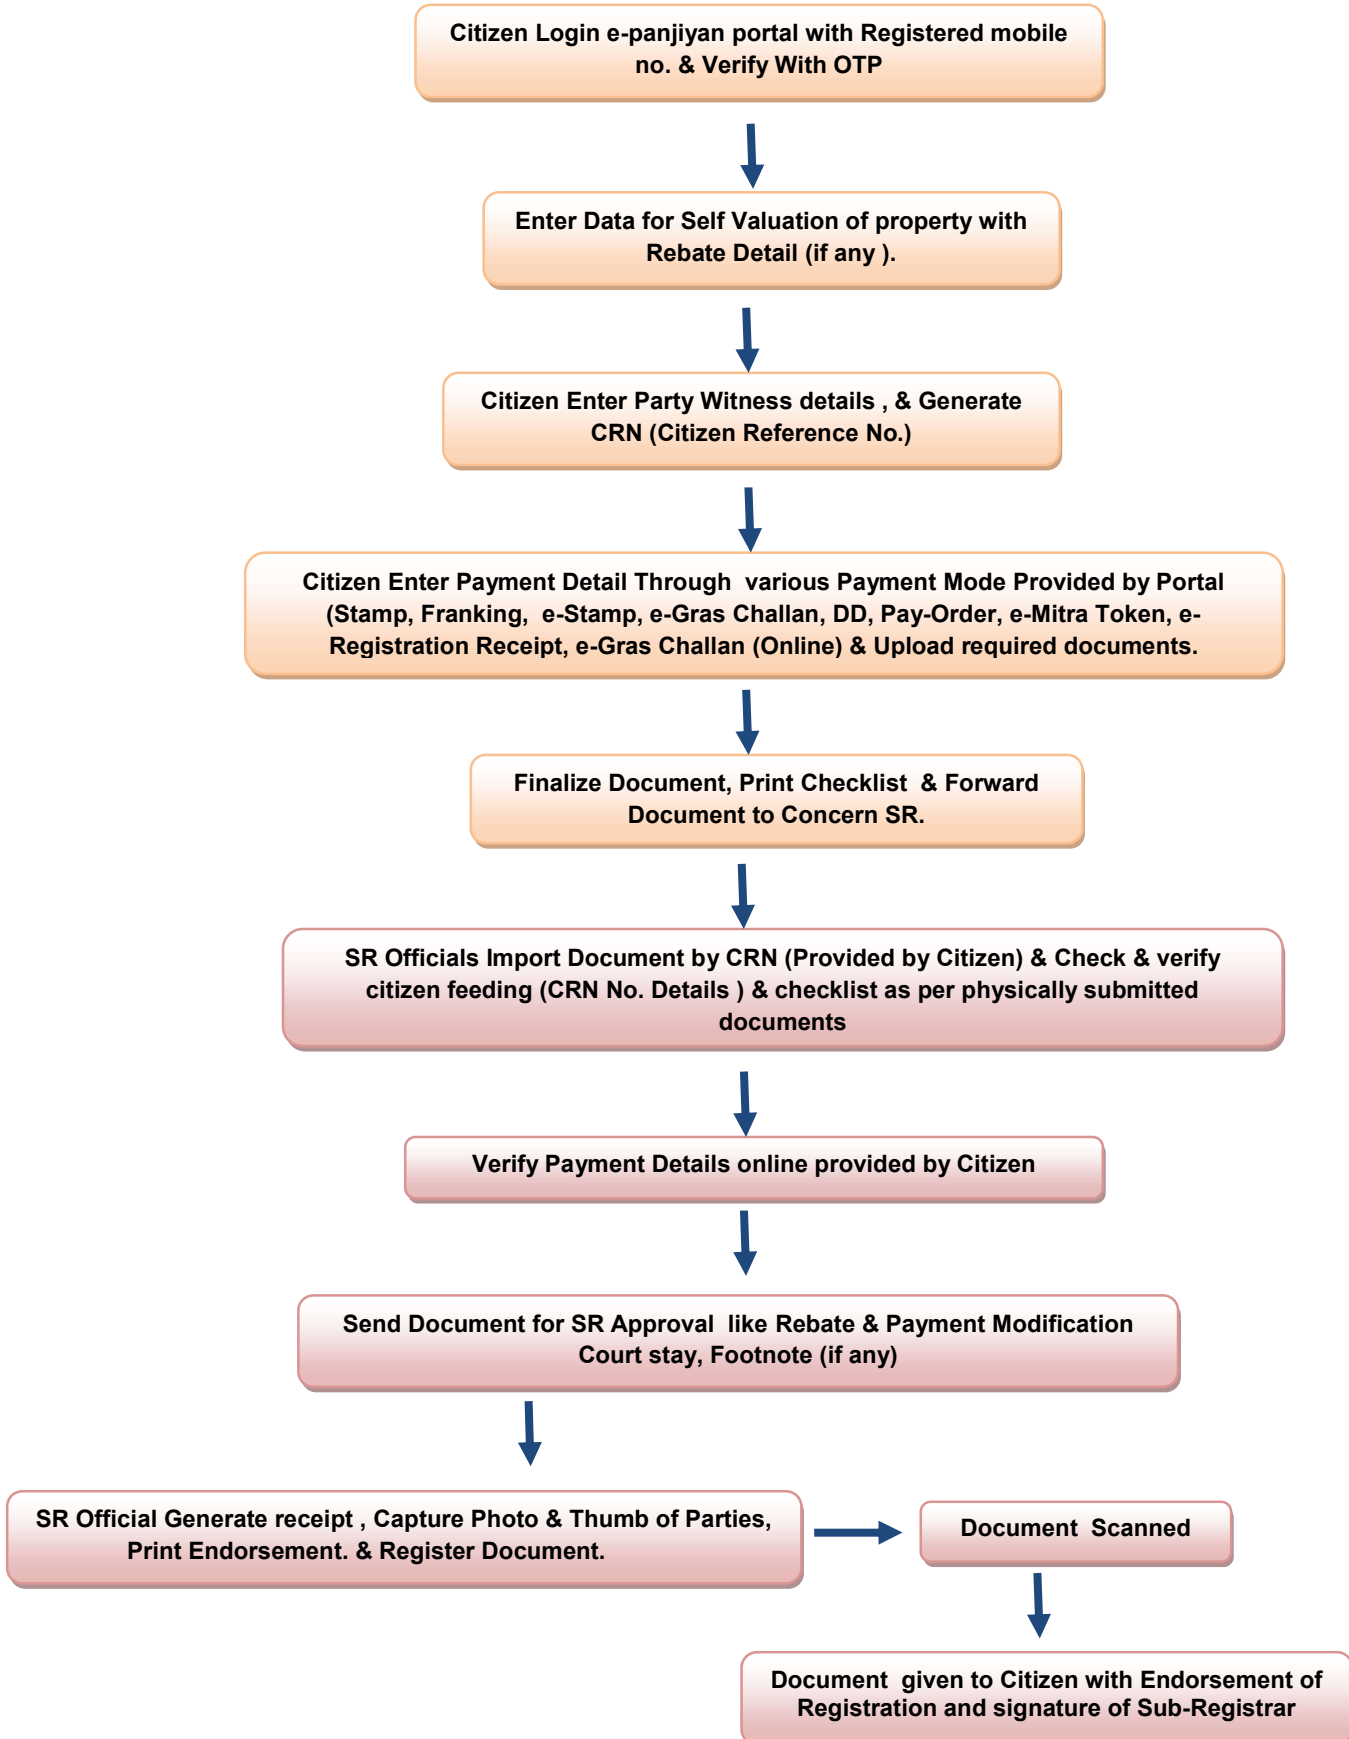 Citizen Login e-panjiyan portal with Registered mobile
no. & Verify With OTP
Enter Data for Self Valuation of property with
Rebate Detail (if any ).
Citizen Enter Party Witness details , & Generate
CRN (Citizen Reference No.)
Citizen Enter Payment Detail Through various Payment Mode Provided by Portal
(Stamp, Franking, e-Stamp, e-Gras Challan, DD, Pay-Order, e-Mitra Token, e-
Registration Receipt, e-Gras Challan (Online) & Upload required documents.
Finalize Document, Print Checklist & Forward
Document to Concern SR.
SR Officials Import Document by CRN (Provided by Citizen) & Check & verify
citizen feeding (CRN No. Details ) & checklist as per physically submitted
documents
Verify Payment Details online provided by Citizen
Send Document for SR Approval like Rebate & Payment Modification
Court stay, Footnote (if any)
SR Official Generate receipt , Capture Photo & Thumb of Parties,
Print Endorsement. & Register Document.
Document Scanned
Document given to Citizen with Endorsement of
Registration and signature of Sub-Registrar